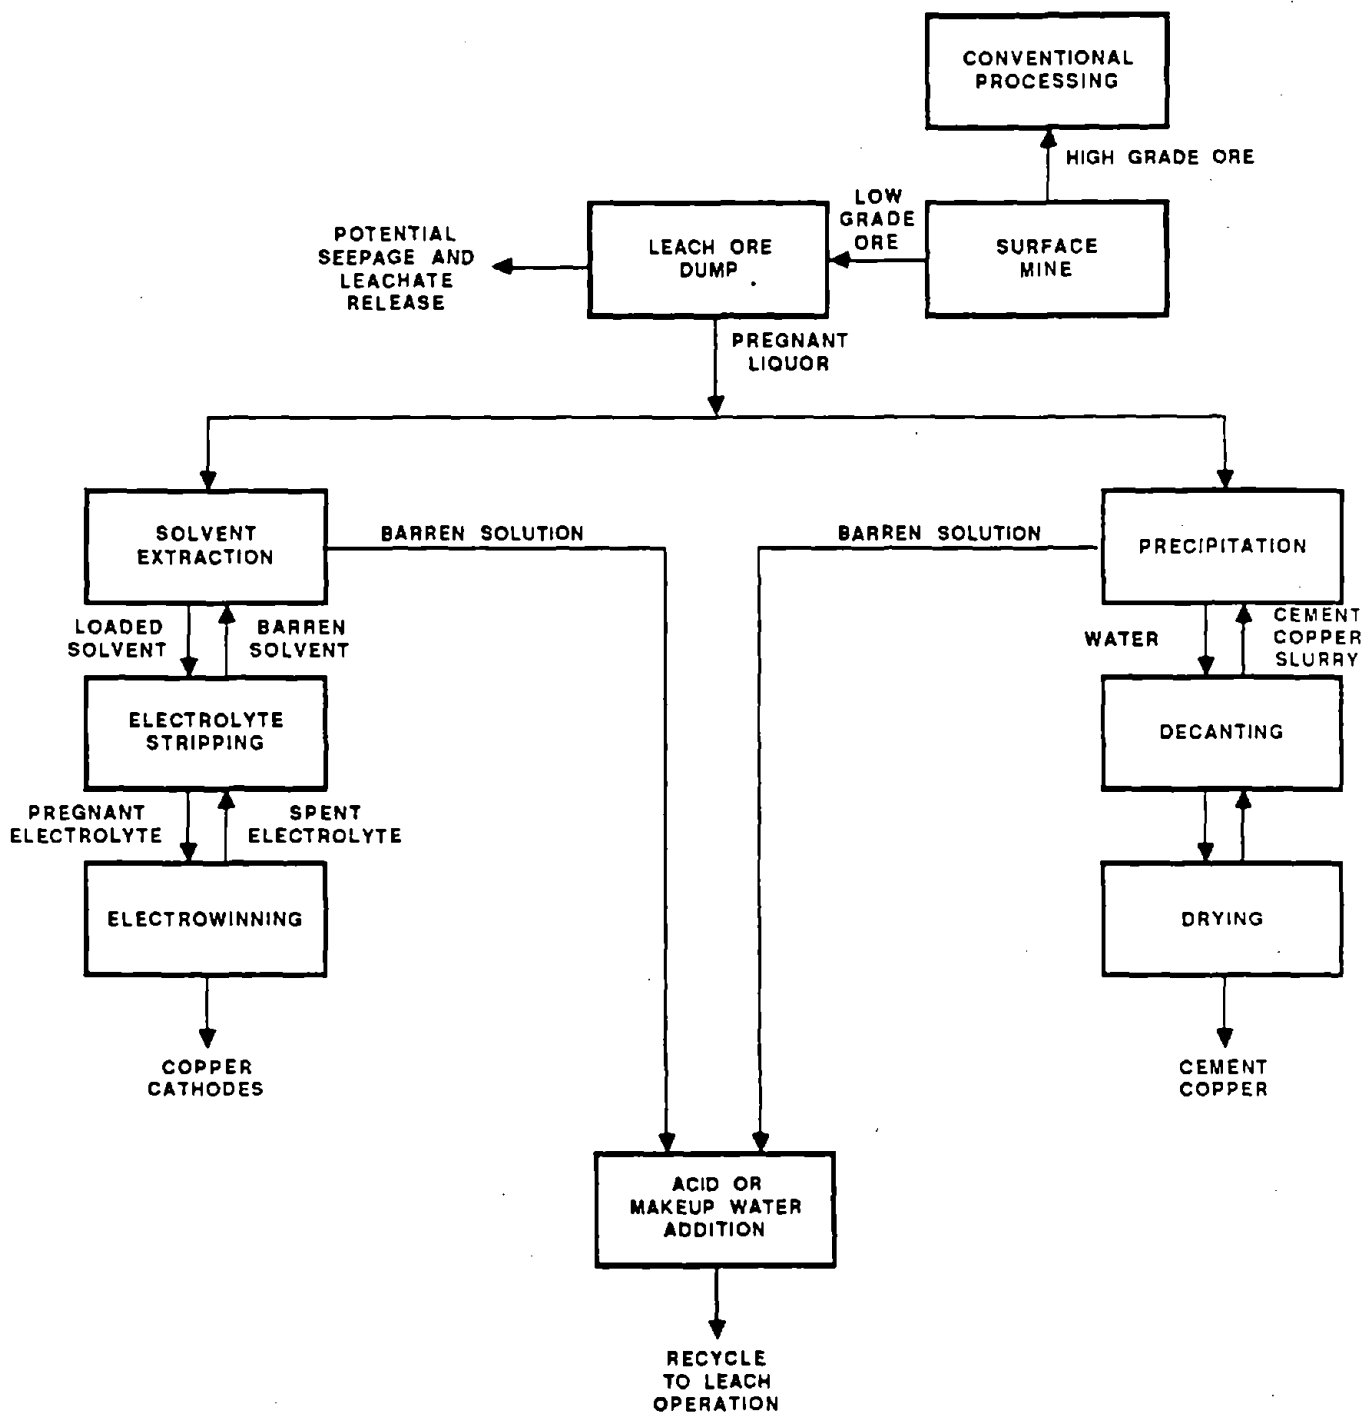 CONVENTIONAL
PROCESSING
HIGH GRADE ORE
LOW
GRADE
ORE
SURFACE
MINE
LEACH ORE
DUMP
POTENTIAL
SEEPAGE AND
LEACHATE
RELEASE
PREGNANT
LIQUOR
SOLVENT
EXTRACTION
BARREN SOLUTION
BARREN SOLUTION
PRECIPITATION
LOADED
SOLVENT
BARREN
SOLVENT
WATER
CEMENT
COPPER
SLURRY
ELECTROLYTE
STRIPPING
DECANTING
PREGNANT
ELECTROLYTE
SPENT
ELECTROLYTE
ELECTROWINNING
DRYING
COPPER
CATHODES
CEMENT
COPPER
ACID OR
MAKEUP WATER
ADDITION
RECYCLE
TO LEACH
OPERATION